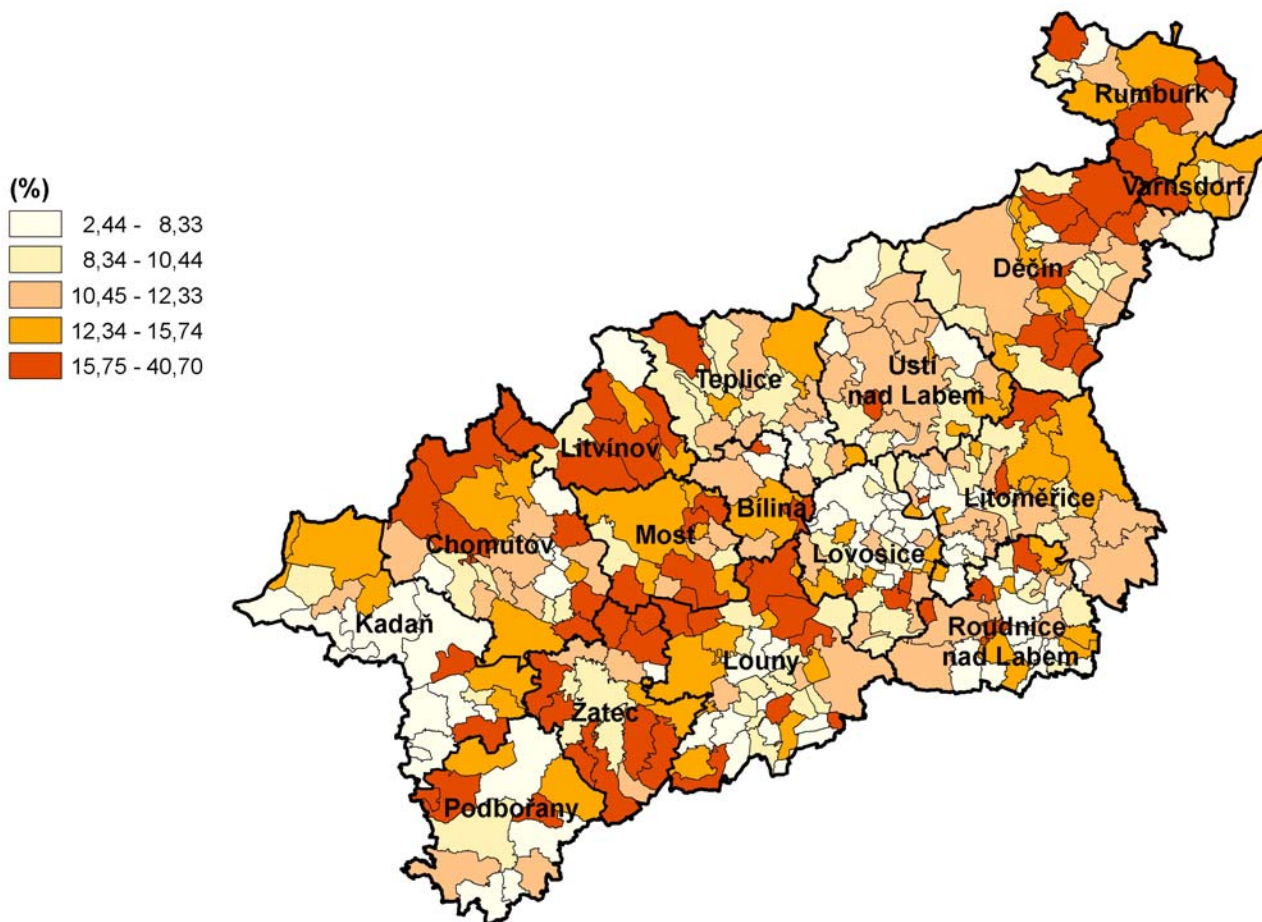 (%)
2,44 - 8,33
8,34 - 10,44
10,45 - 12,33
12,34 - 15,74
15,75 - 40,70
Rumburk
Varnsdorf
Děčín
Ústí
nad Labem
Teplice
Litvínov
Litoměřice
Bílina
Most
Lovosice
Chomutov
Kadaň
Roudnice
nad Labem
Louny
Žatec
Podbořany